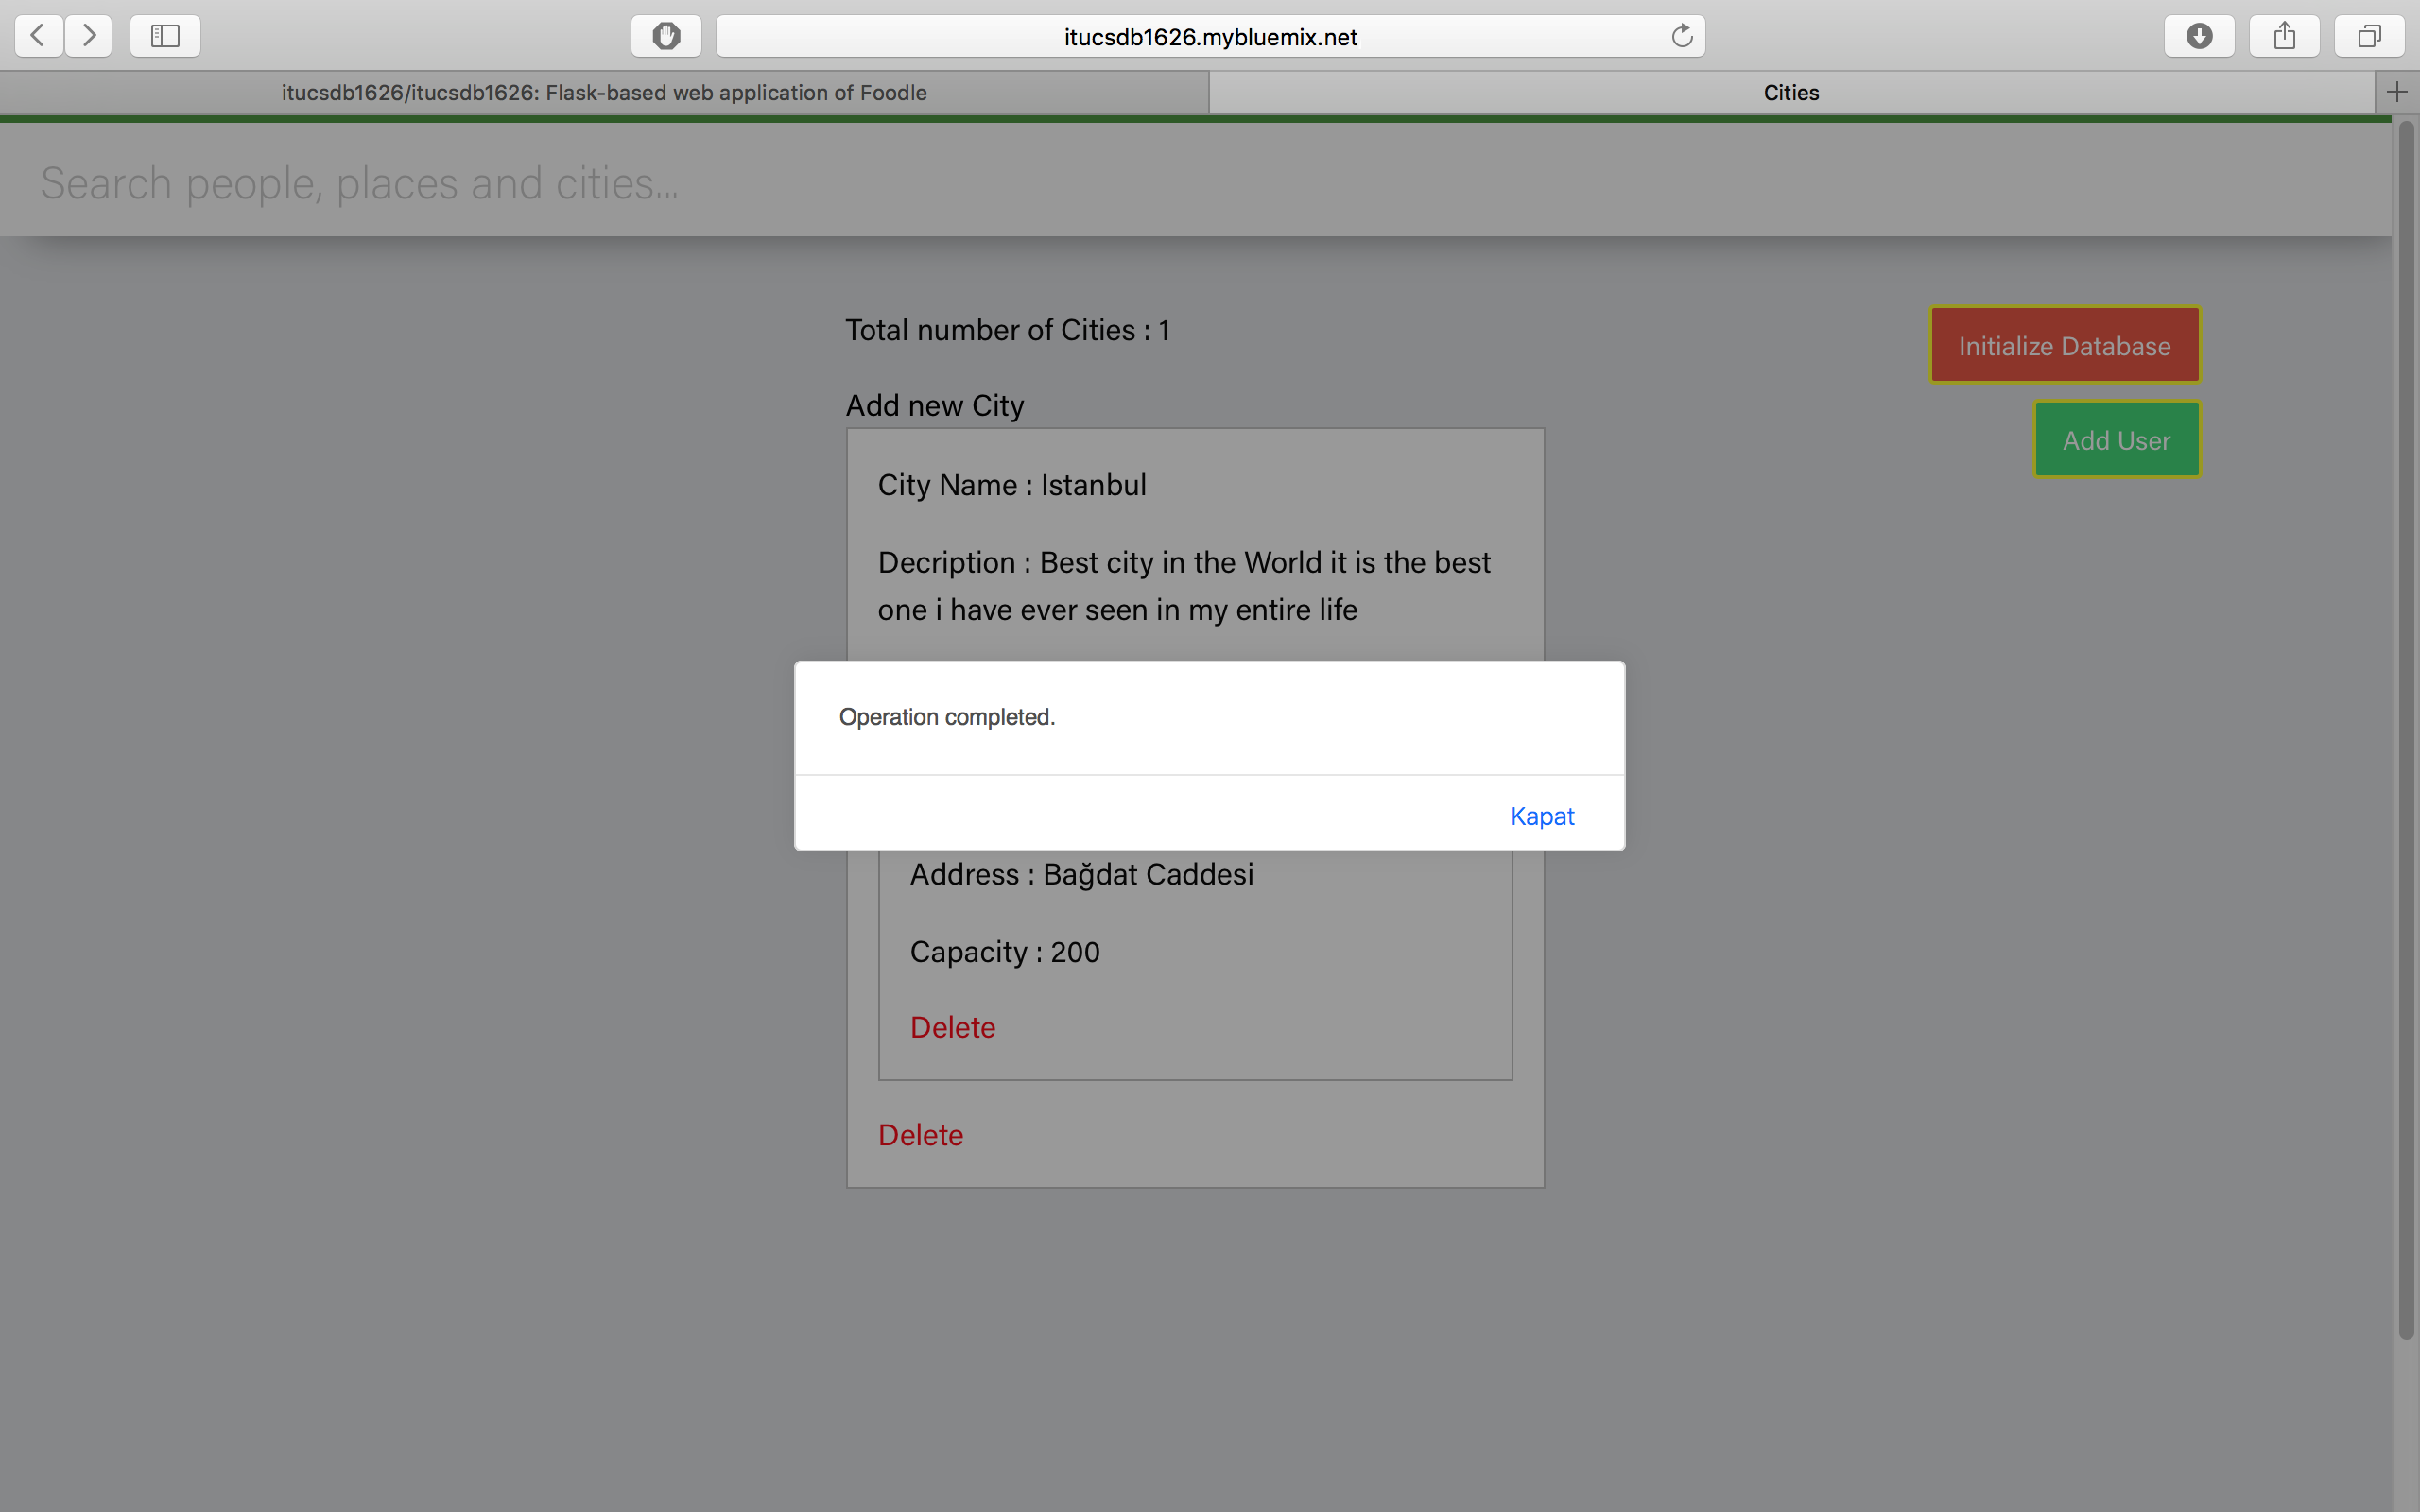 itucsdb1626.mybluemix.net
itucsdb1626/itucsdb1626: Flask-based web application of Foodle
Cities
Search people, places and cities...
Total number of Cities : 1
Initialize Database
Add new City
Add User
City Name : Istanbul
Decription : Best city in the World it is the best
one i have ever seen in my entire life
Operation completed.
Kapat
Address : Bağdat Caddesi
Capacity : 200
Delete
Delete